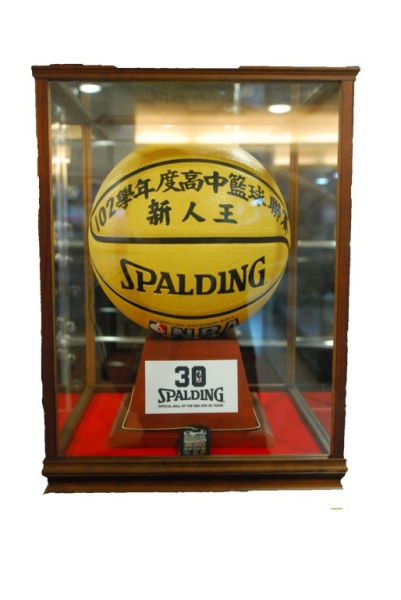 102學年度高中籃球聯
新人王
SPALDING
NBA
30
SPALDING
OFFICIAL BALL OF THE NBA FOR 30 YEARS